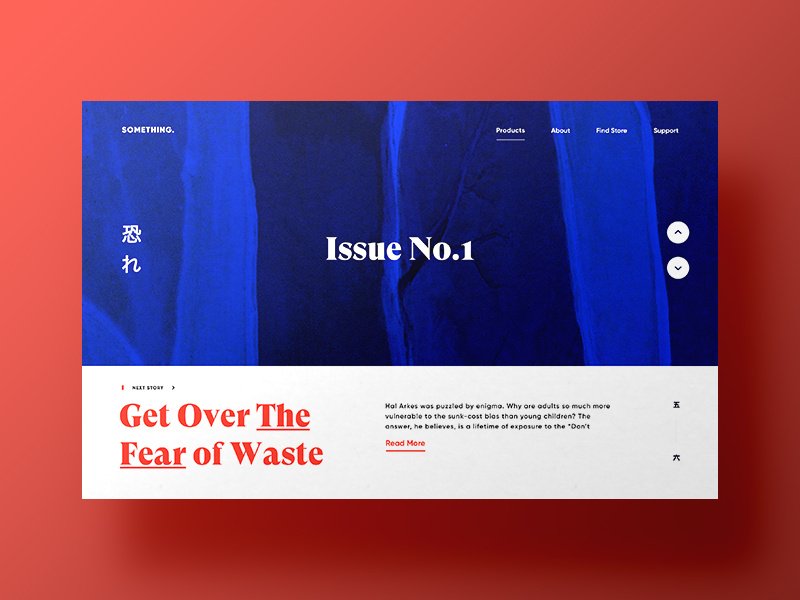 SOMETHING.
Products
About
Find Store
Support
恐
れ
Issue No.1
NEXT STORY
Get Over The
Fear of Waste
Hal Arkes was puzzled by enigma. Why are adults so much more
vulnerable to the sunk-cost bias than young children? The
answer, he believes, is a lifetime of exposure to the "Don't
Read More
五
六